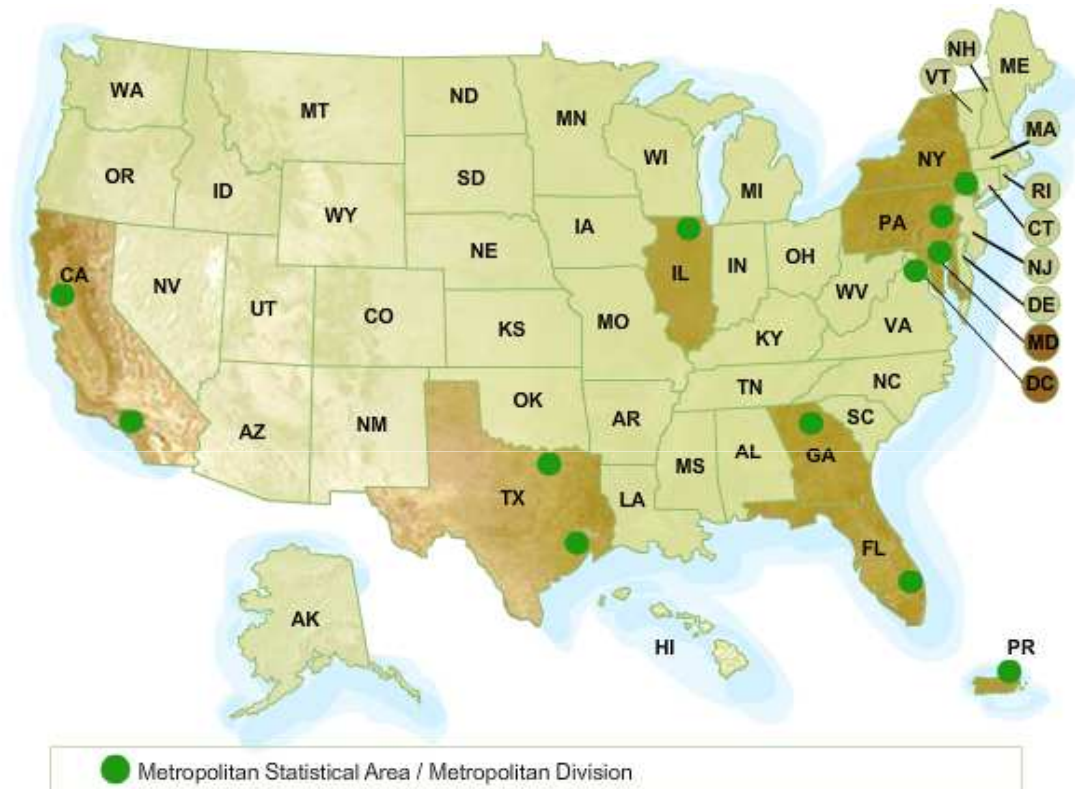 NH
ME
VT
WA
MT
ND
MN
MA
OR
ID
SD
WI
NY
MI
RI
WY
PA
CT
IA
NE
OH
NJ
CA
NV
IL
IN
WV
DE
UT
CO
MO
VA
KS
KY
MD
DC
TN
NC
OK
AR
SC
AZ
NM
GA
MS
AL
TX
LA
FL
AK
HI
PR
Metropolitan Statistical Area / Metropolitan Division